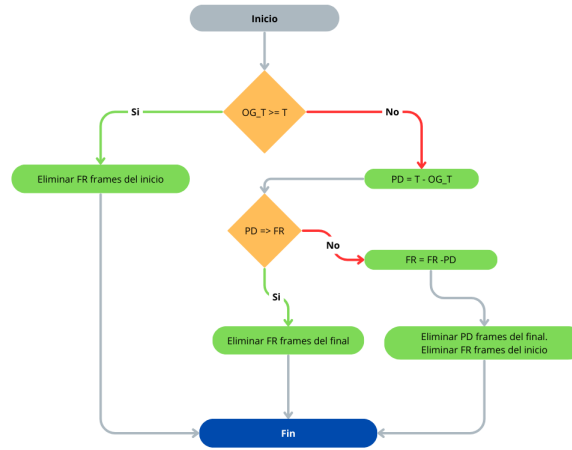 Inicio
OG_T >= T
Si
No
Eliminar FR frames del inicio
PD = T - OG_T
PD => FR
No
FR = FR -PD
Si
Eliminar FR frames del final
Eliminar PD frames del final.
Eliminar FR frames del inicio
Fin